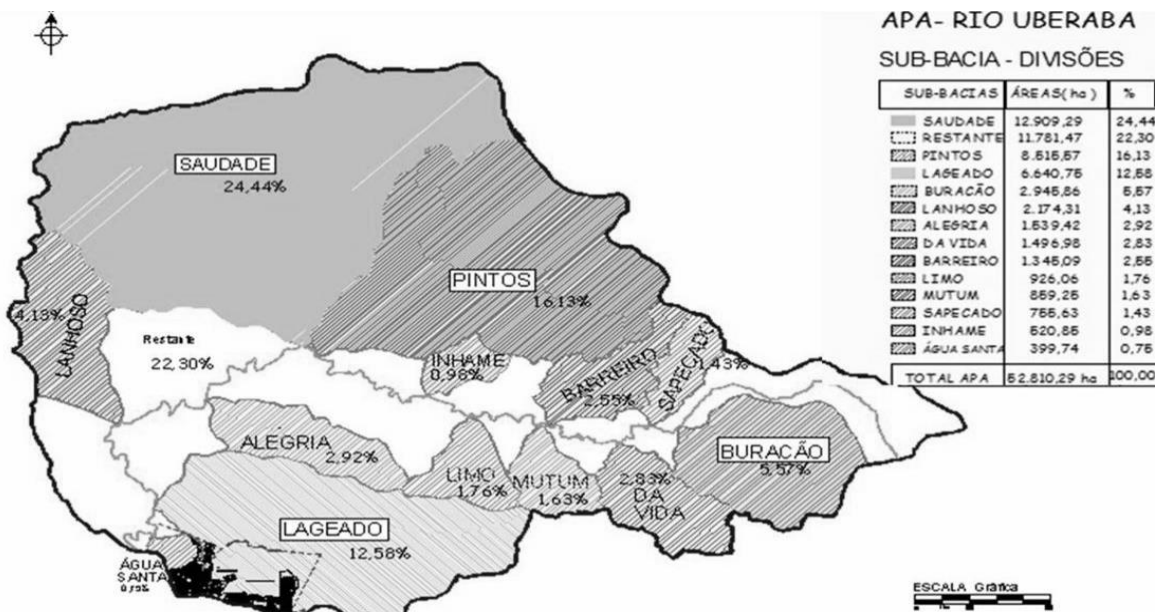 APA- RIO UBERABA
SUB-BACIA - DIVISÕES
SUB-BACIAS ÁREAS( ha ) %
SAUDADE 12.909,29 24,44
RESTANTE 11.781,47 22,30
PINTOS 8.515,57 16,13
LAGEADO 6.640,75 12,58
BURACÃO 2.945,86 5,57
LANHOSO 2.174,31 4,13
ALEGRIA 1.539,42 2,92
DA VIDA 1.496,98 2,83
BARREIRO 1.345,09 2,55
LIMO 926,06 1,76
MUTUM 859,25 1,63
SAPECADO 755,63 1,43
INHAME 520,85 0,98
ÁGUA SANTA 399,74 0,75
TOTAL APA 52.810,29 ha 100,00
SAUDADE
24,44%
PINTOS
16,13%
4,13%
LANHOSO
Restante
22,30%
INHAME
0,98%
BARREIRO
2,55%
SAPECADO
1,43%
ALEGRIA
2,92%
LIMO
1,76%
MUTUM
1,63%
2,83%
DA
VIDA
BURACÃO
5,57%
LAGEADO
12,58%
ÁGUA
SANTA
ESCALA Gráfica